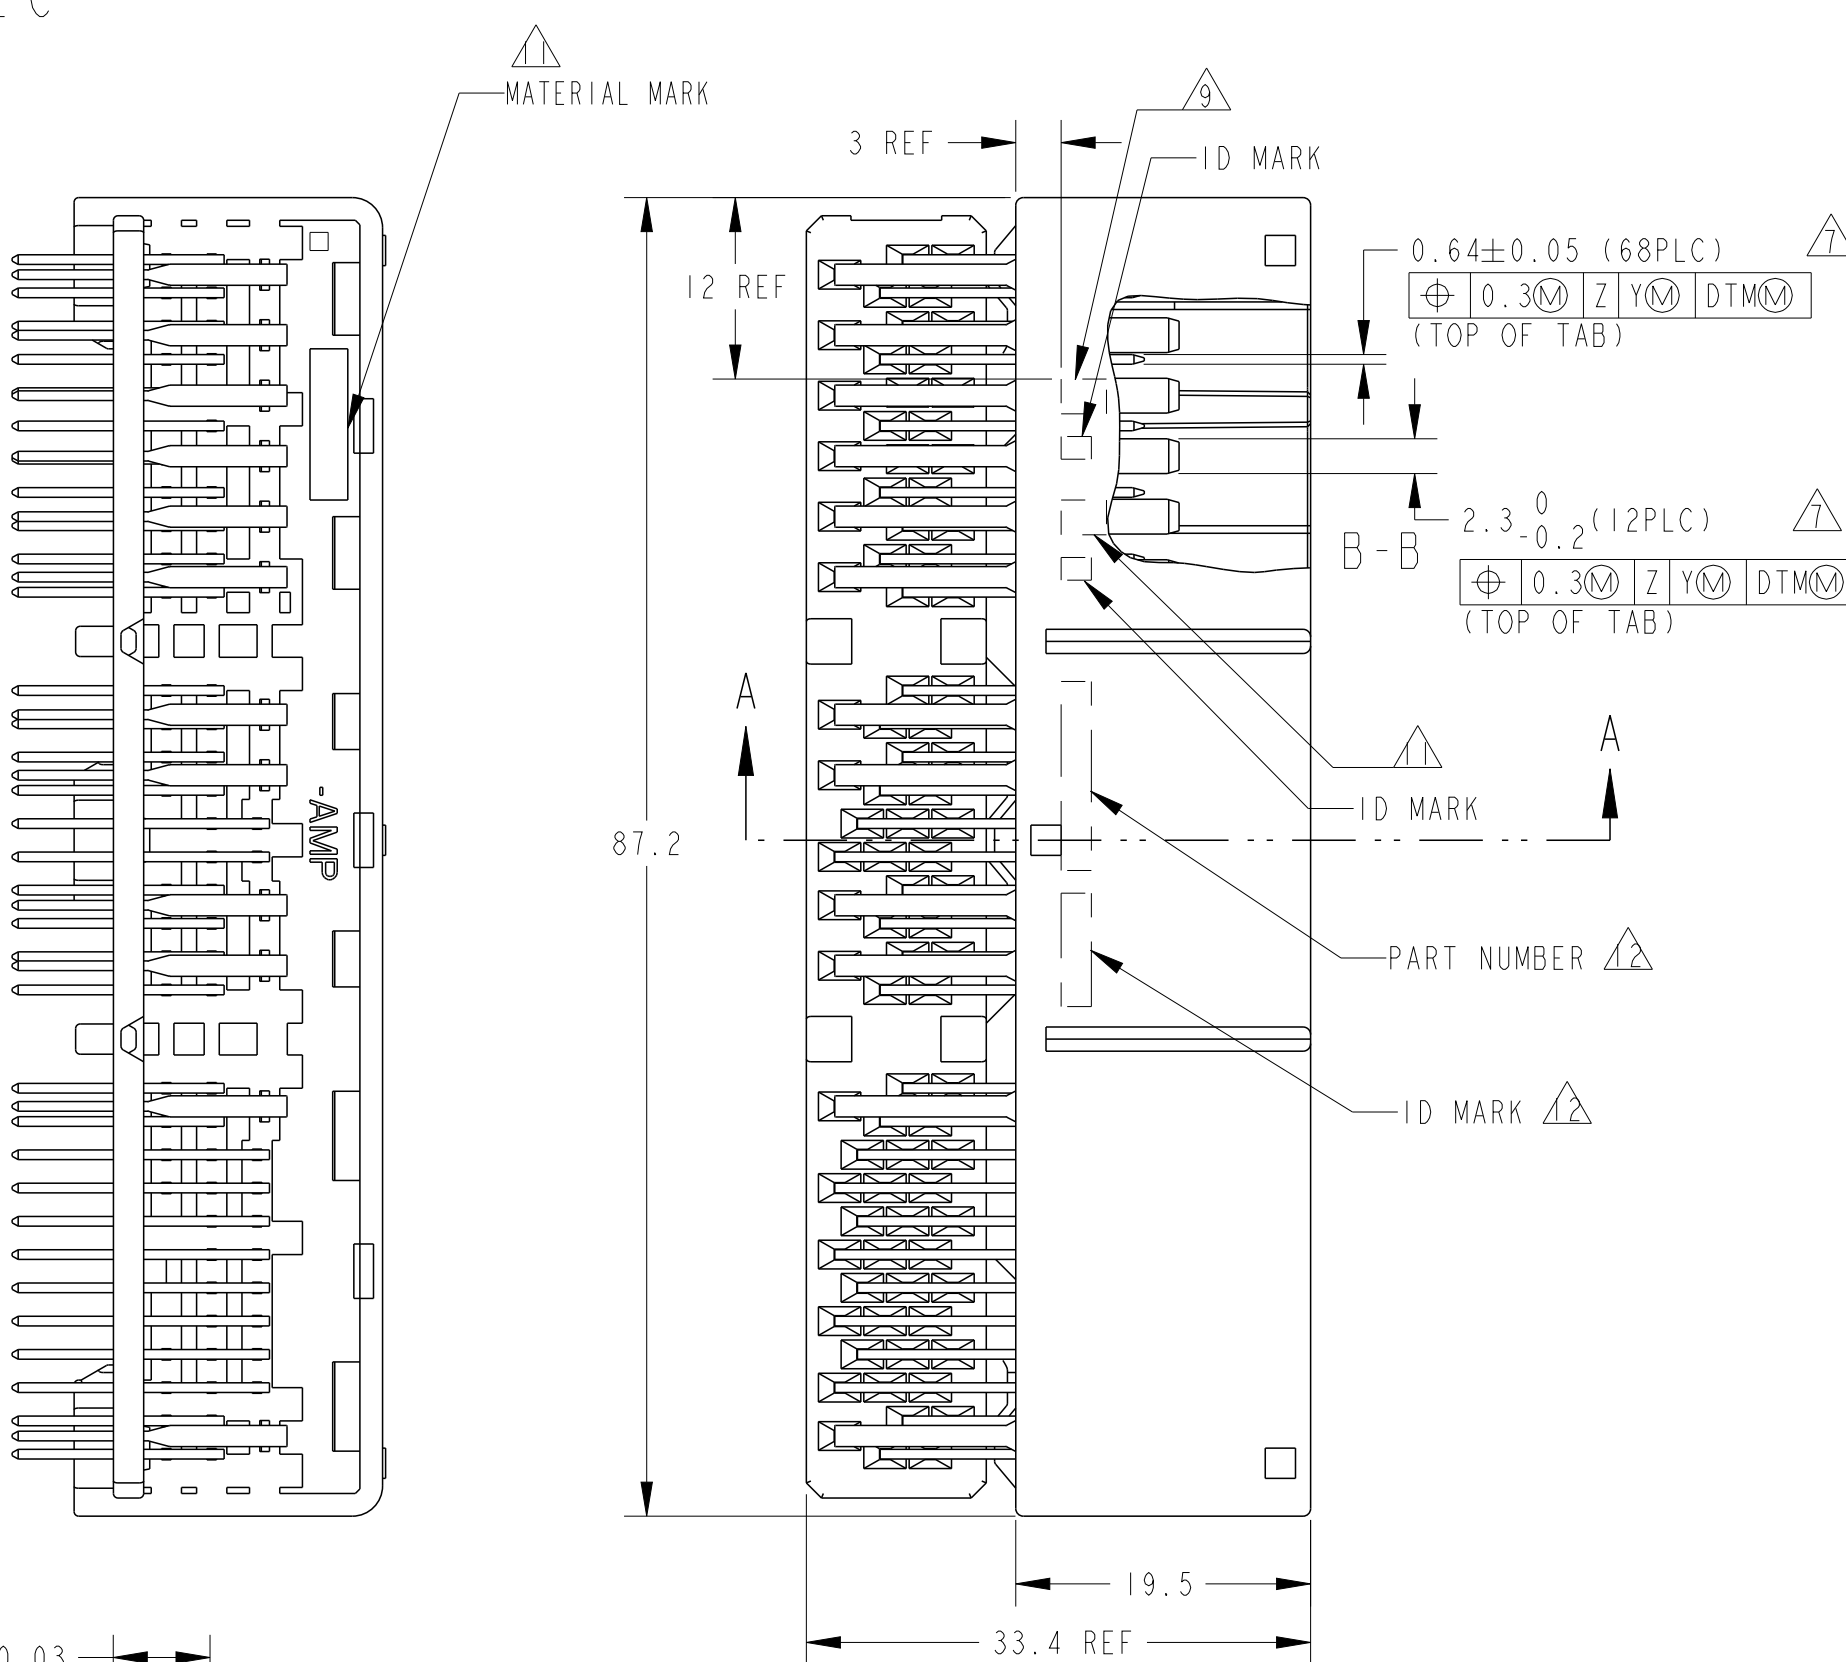 C
11
MATERIAL MARK
9
3 REF
ID MARK
12 REF
0.64±0.05 (68PLC)
7
⌖ 0.3Ⓜ Z YⓂ DTMⓂ
(TOP OF TAB)
2.3 0 -0.2 (12PLC)
7
B-B
⌖ 0.3Ⓜ Z YⓂ DTMⓂ
(TOP OF TAB)
A
A
11
ID MARK
-AMP
87.2
PART NUMBER 12
ID MARK 12
19.5
33.4 REF
0.03